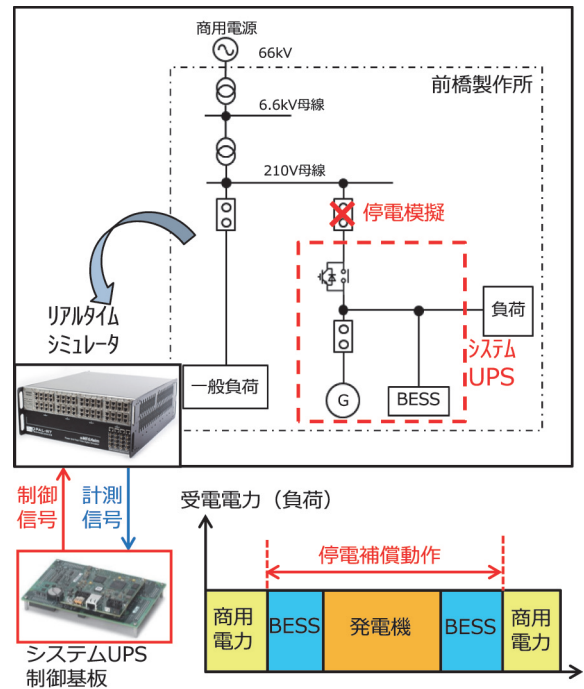 商用電源
66kV
前橋製作所
6.6kV母線
210V母線
停電模擬
リアルタイム
シミュレータ
負荷
システム
UPS
一般負荷
G
BESS
OPAL-RT
制御
信号
計測
信号
受電電力（負荷）
停電補償動作
商用
電力
BESS
発電機
BESS
商用
電力
システムUPS
制御基板